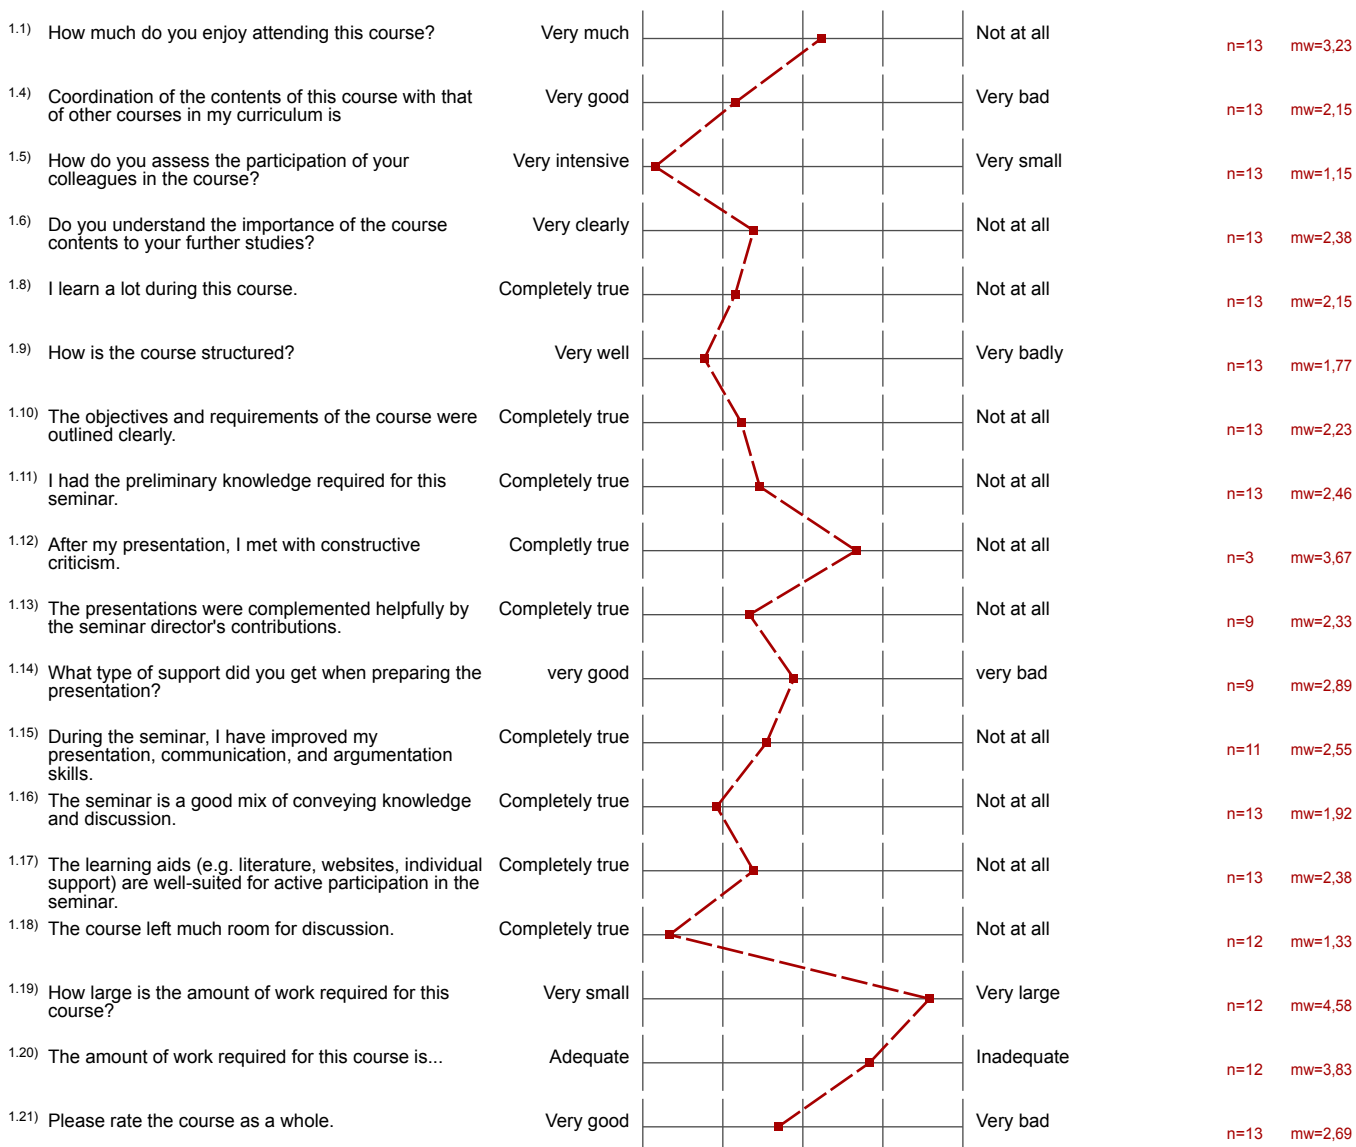 1.1) How much do you enjoy attending this course? Very much Not at all n=13 mw=3,23
1.4) Coordination of the contents of this course with that Very good Very bad n=13 mw=2,15
of other courses in my curriculum is
1.5) How do you assess the participation of your Very intensive Very small n=13 mw=1,15
colleagues in the course?
1.6) Do you understand the importance of the course Very clearly Not at all n=13 mw=2,38
contents to your further studies?
1.8) I learn a lot during this course. Completely true Not at all n=13 mw=2,15
1.9) How is the course structured? Very well Very badly n=13 mw=1,77
1.10) The objectives and requirements of the course were Completely true Not at all n=13 mw=2,23
outlined clearly.
1.11) I had the preliminary knowledge required for this Completely true Not at all n=13 mw=2,46
seminar.
1.12) After my presentation, I met with constructive Completly true Not at all n=3 mw=3,67
criticism.
1.13) The presentations were complemented helpfully by Completely true Not at all n=9 mw=2,33
the seminar director's contributions.
1.14) What type of support did you get when preparing the very good very bad n=9 mw=2,89
presentation?
1.15) During the seminar, I have improved my Completely true Not at all n=11 mw=2,55
presentation, communication, and argumentation
skills.
1.16) The seminar is a good mix of conveying knowledge Completely true Not at all n=13 mw=1,92
and discussion.
1.17) The learning aids (e.g. literature, websites, individual Completely true Not at all n=13 mw=2,38
support) are well-suited for active participation in the
seminar.
1.18) The course left much room for discussion. Completely true Not at all n=12 mw=1,33
1.19) How large is the amount of work required for this Very small Very large n=12 mw=4,58
course?
1.20) The amount of work required for this course is... Adequate Inadequate n=12 mw=3,83
1.21) Please rate the course as a whole. Very good Very bad n=13 mw=2,69